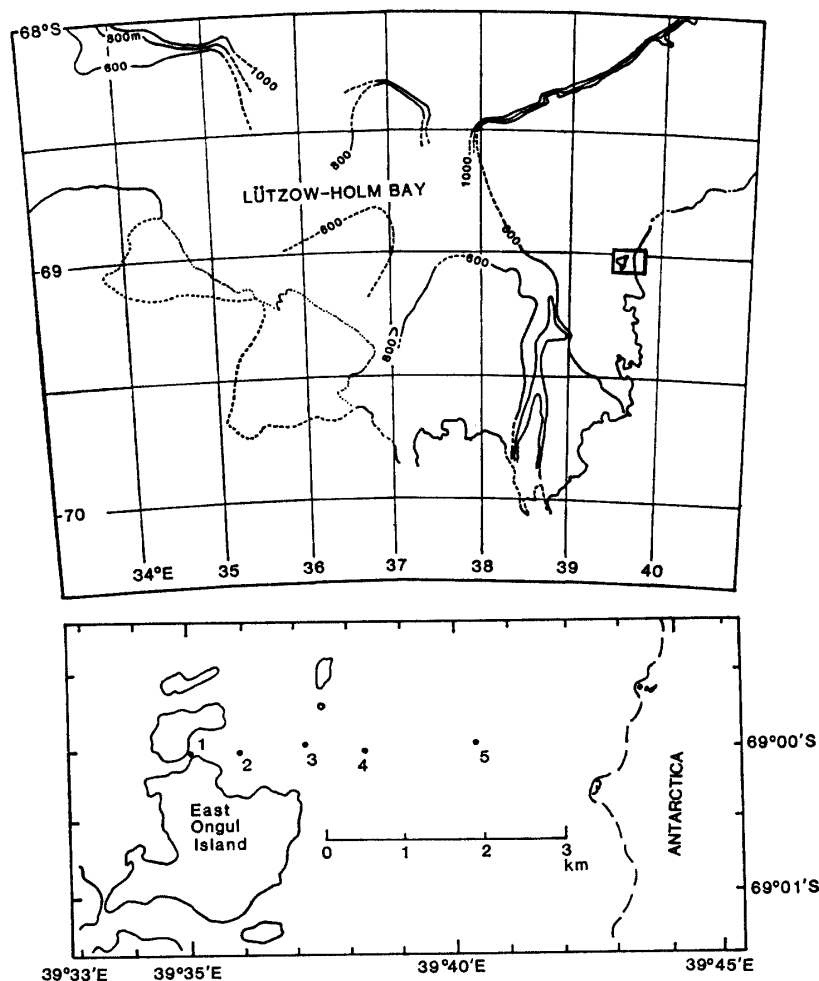 68°S
800m
600
1000
800
1000
LÜTZOW-HOLM BAY
600
800
69
600
800
70
34°E 35 36 37 38 39 40
1 2 3 4 5
69°00'S
East
Ongul
Island
ANTARCTICA
0 1 2 3
km
69°01'S
39°33'E 39°35'E 39°40'E 39°45'E